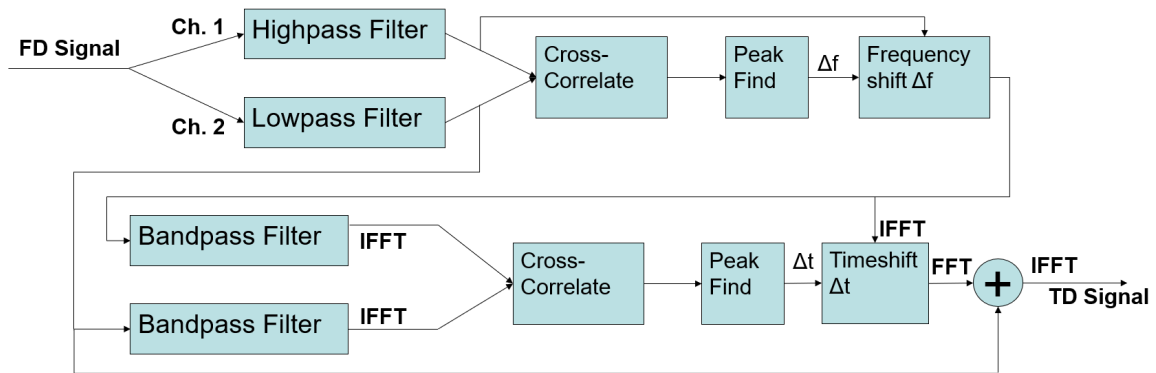 FD Signal
Ch. 1
Highpass Filter
Ch. 2
Lowpass Filter
Cross-
Correlate
Peak
Find
Δf
Frequency
shift Δf
Bandpass Filter
IFFT
Bandpass Filter
IFFT
Cross-
Correlate
Peak
Find
Δt
IFFT
Timeshift
Δt
FFT
+
IFFT
TD Signal